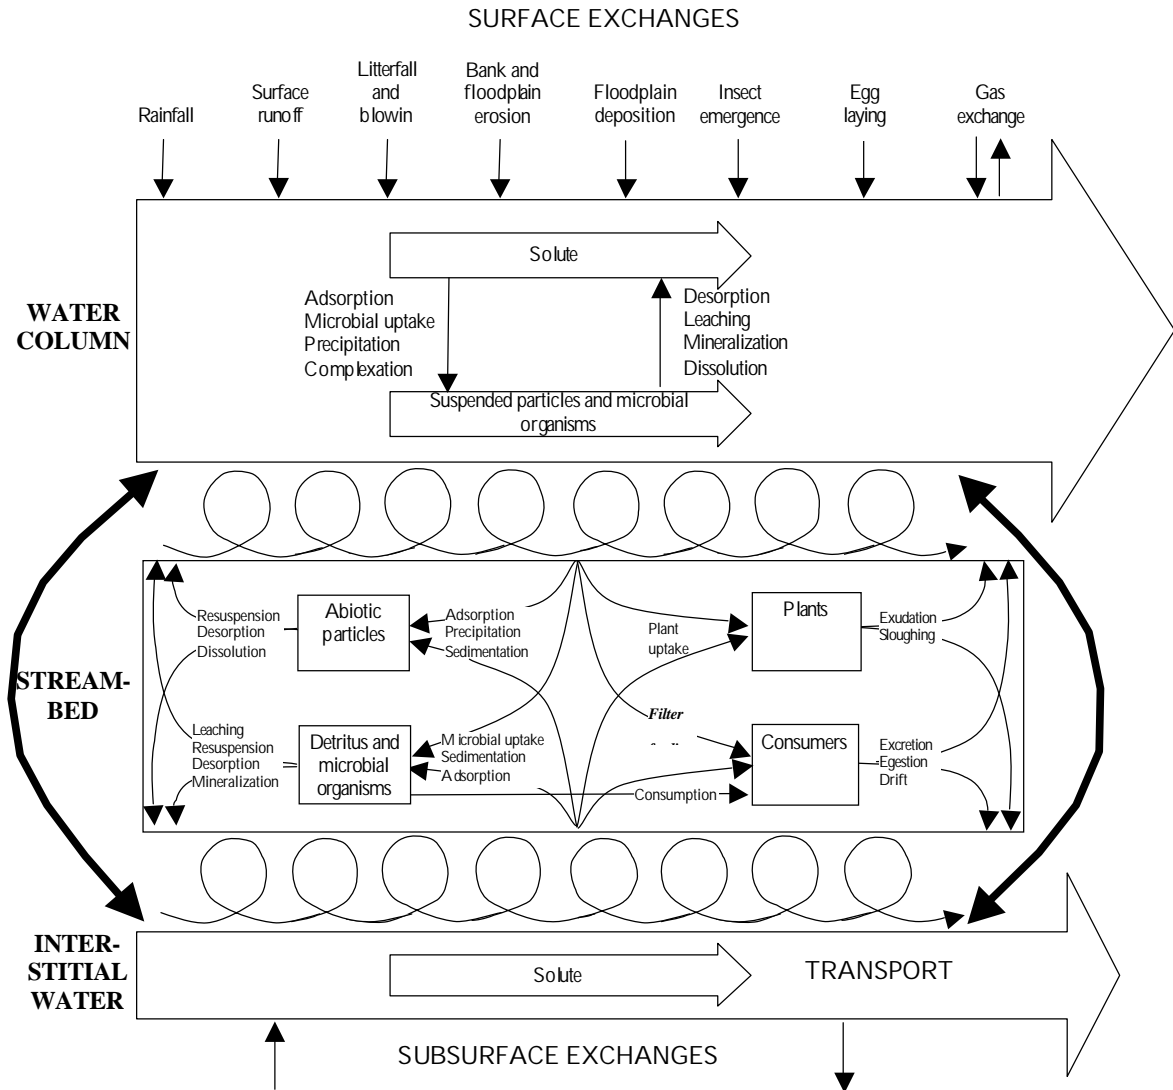 SURFACE EXCHANGES
Rainfall
Surface
runoff
Litterfall
and
blowin
Bank and
floodplain
erosion
Floodplain
deposition
Insect
emergence
Egg
laying
Gas
exchange
WATER
COLUMN
Solute
Adsorption
Microbial uptake
Precipitation
Complexation
Desorption
Leaching
Mineralization
Dissolution
Suspended particles and microbial
organisms
STREAM-
BED
Resuspension
Desorption
Dissolution
Abiotic
particles
Adsorption
Precipitation
Sedimentation
Plant
uptake
Plants
Exudation
Sloughing
Leaching
Resuspension
Desorption
Mineralization
Detritus and
microbial
organisms
Microbial uptake
Sedimentation
Adsorption
Filter
Consumption
Consumers
Excretion
Egestion
Drift
INTER-
STITIAL
WATER
Solute
TRANSPORT
SUBSURFACE EXCHANGES